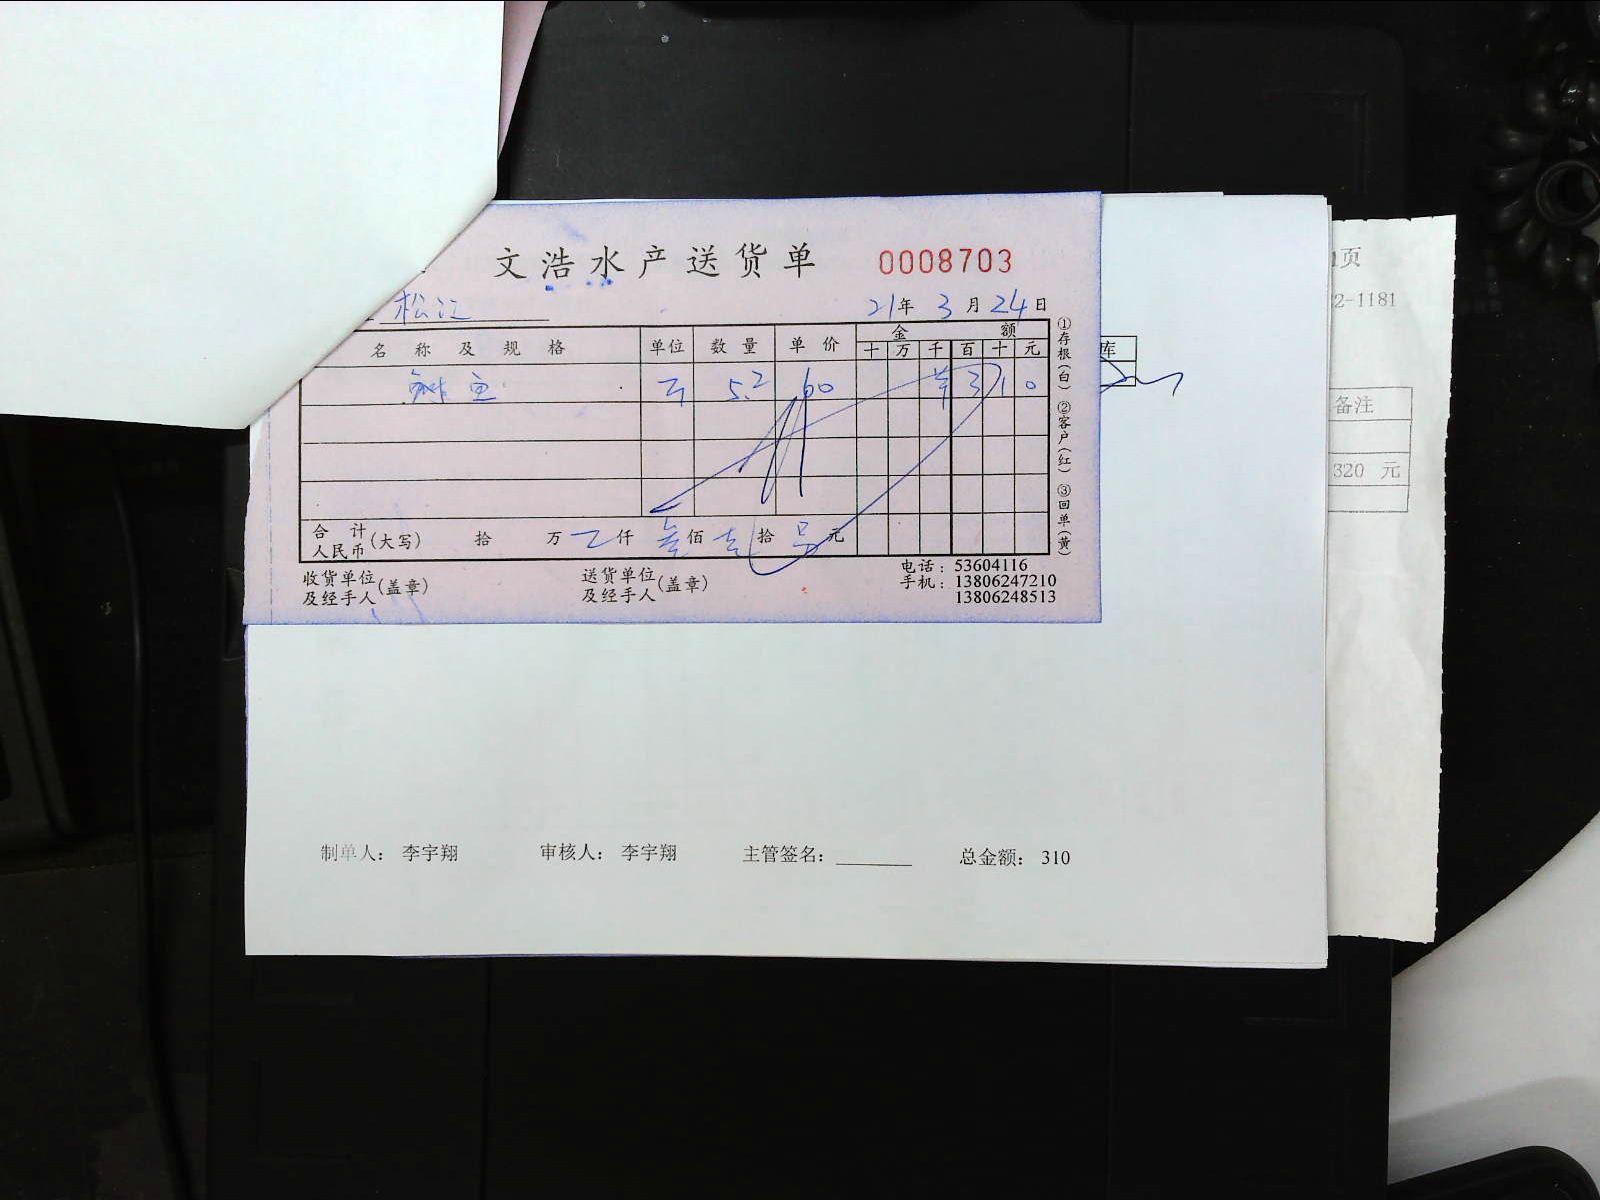 文浩水产送货单 0008703
松江 21年3月24日
名称及规格 单位 数量 单价 金额
十 万 千 百 十 元
鱼 5.2 60 ¥ 3 1 0
合计
人民币(大写) 拾 万 仟 叁佰 拾 元
收货单位
及经手人(盖章)
送货单位
及经手人(盖章)
电话:53604116
手机:13806247210
13806248513
①存根(白) ②客户(红) ③回单(黄)
库
页
2-1181
备注
320 元
制单人: 李宇翔 审核人: 李宇翔 主管签名: 总金额: 310